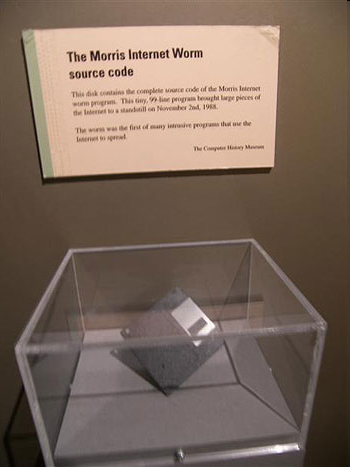 The Morris Internet Worm
source code
This disk contains the complete source code of the Morris Internet
worm program. This tiny, 99-line program brought large pieces of
the Internet to a standstill on November 2nd, 1988.
The worm was the first of many intrusive programs that use the
Internet to spread.
The Computer History Museum